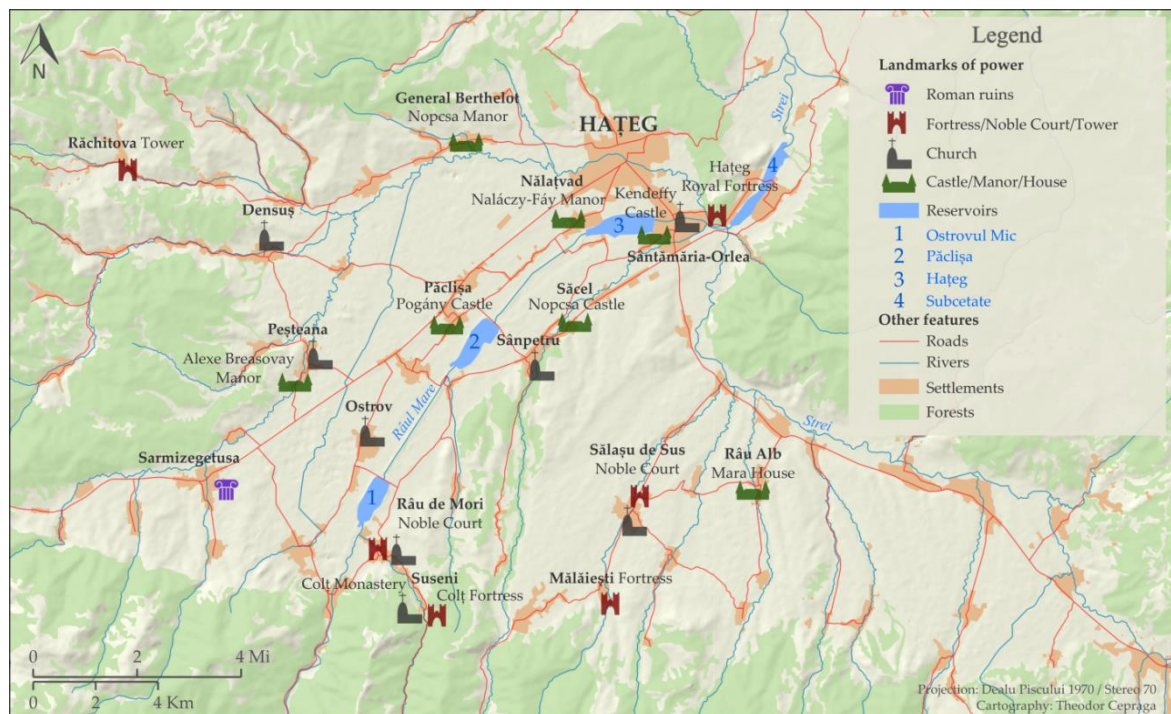 N
General Berthelot
Nopcsa Manor
HAȚEG
Strei
Răchitova Tower
Hațeg
Royal Fortress
4
Nălațvad
Naláczy-Fáy Manor
Kendeffy
Castle
3
Densuș
Sântămăria-Orlea
Păclișa
Pogány Castle
Săcel
Nopcsa Castle
Peșteana
2
Sânpetru
Alexe Breasovay
Manor
Râul Mare
Ostrov
Strei
Sarmizegetusa
Sălașu de Sus
Noble Court
Râu Alb
Mara House
1
Râu de Mori
Noble Court
Colț Monastery
Suseni
Colț Fortress
Mălăiești Fortress
0 2 4 Mi
0 2 4 Km
Legend
Landmarks of power
Roman ruins
Fortress/Noble Court/Tower
Church
Castle/Manor/House
Reservoirs
1 Ostrovul Mic
2 Păclișa
3 Hațeg
4 Subcetate
Other features
Roads
Rivers
Settlements
Forests
Projection: Dealu Piscului 1970 / Stereo 70
Cartography: Theodor Cepraga